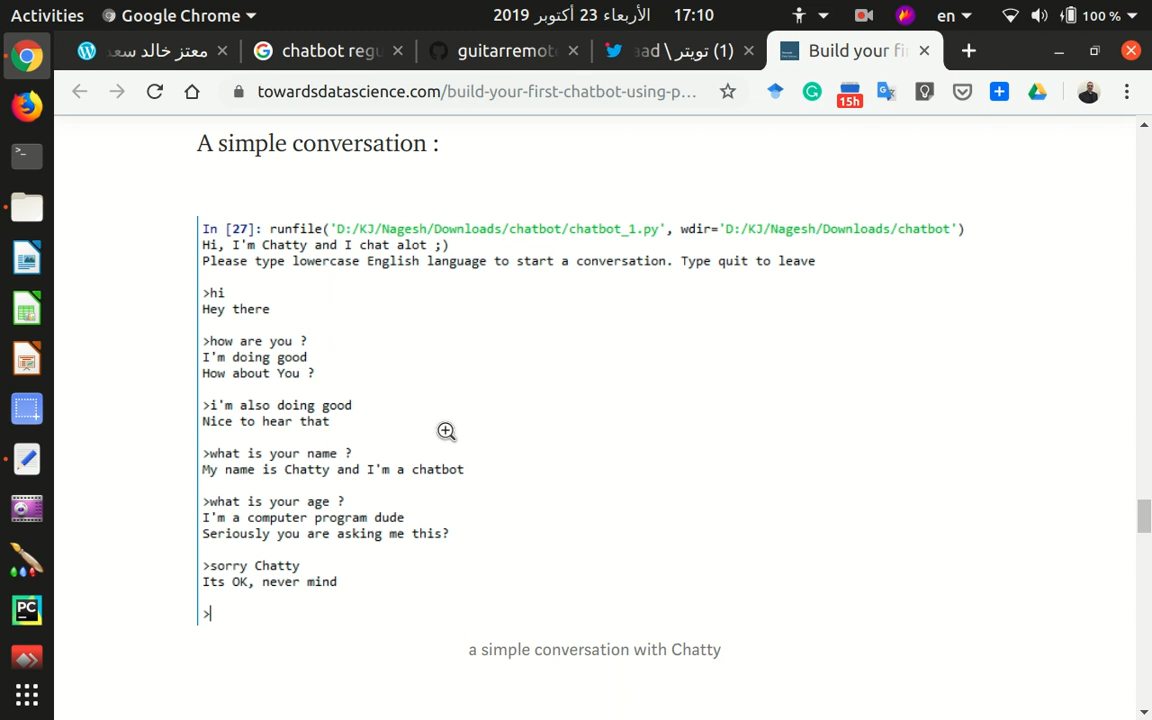 Activities
Google Chrome
الأربعاء 23 أكتوبر 2019 17:10
en
100 %
معتز خالد سعد
chatbot regu
guitarremot
(1) تويتر \ aad
Build your fi
towardsdatascience.com/build-your-first-chatbot-using-p...
15h
A simple conversation :
In [27]: runfile('D:/KJ/Nagesh/Downloads/chatbot/chatbot_1.py', wdir='D:/KJ/Nagesh/Downloads/chatbot')
Hi, I'm Chatty and I chat alot ;)
Please type lowercase English language to start a conversation. Type quit to leave
>hi
Hey there
>how are you ?
I'm doing good
How about You ?
>i'm also doing good
Nice to hear that
>what is your name ?
My name is Chatty and I'm a chatbot
>what is your age ?
I'm a computer program dude
Seriously you are asking me this?
>sorry Chatty
Its OK, never mind
>
a simple conversation with Chatty
PC